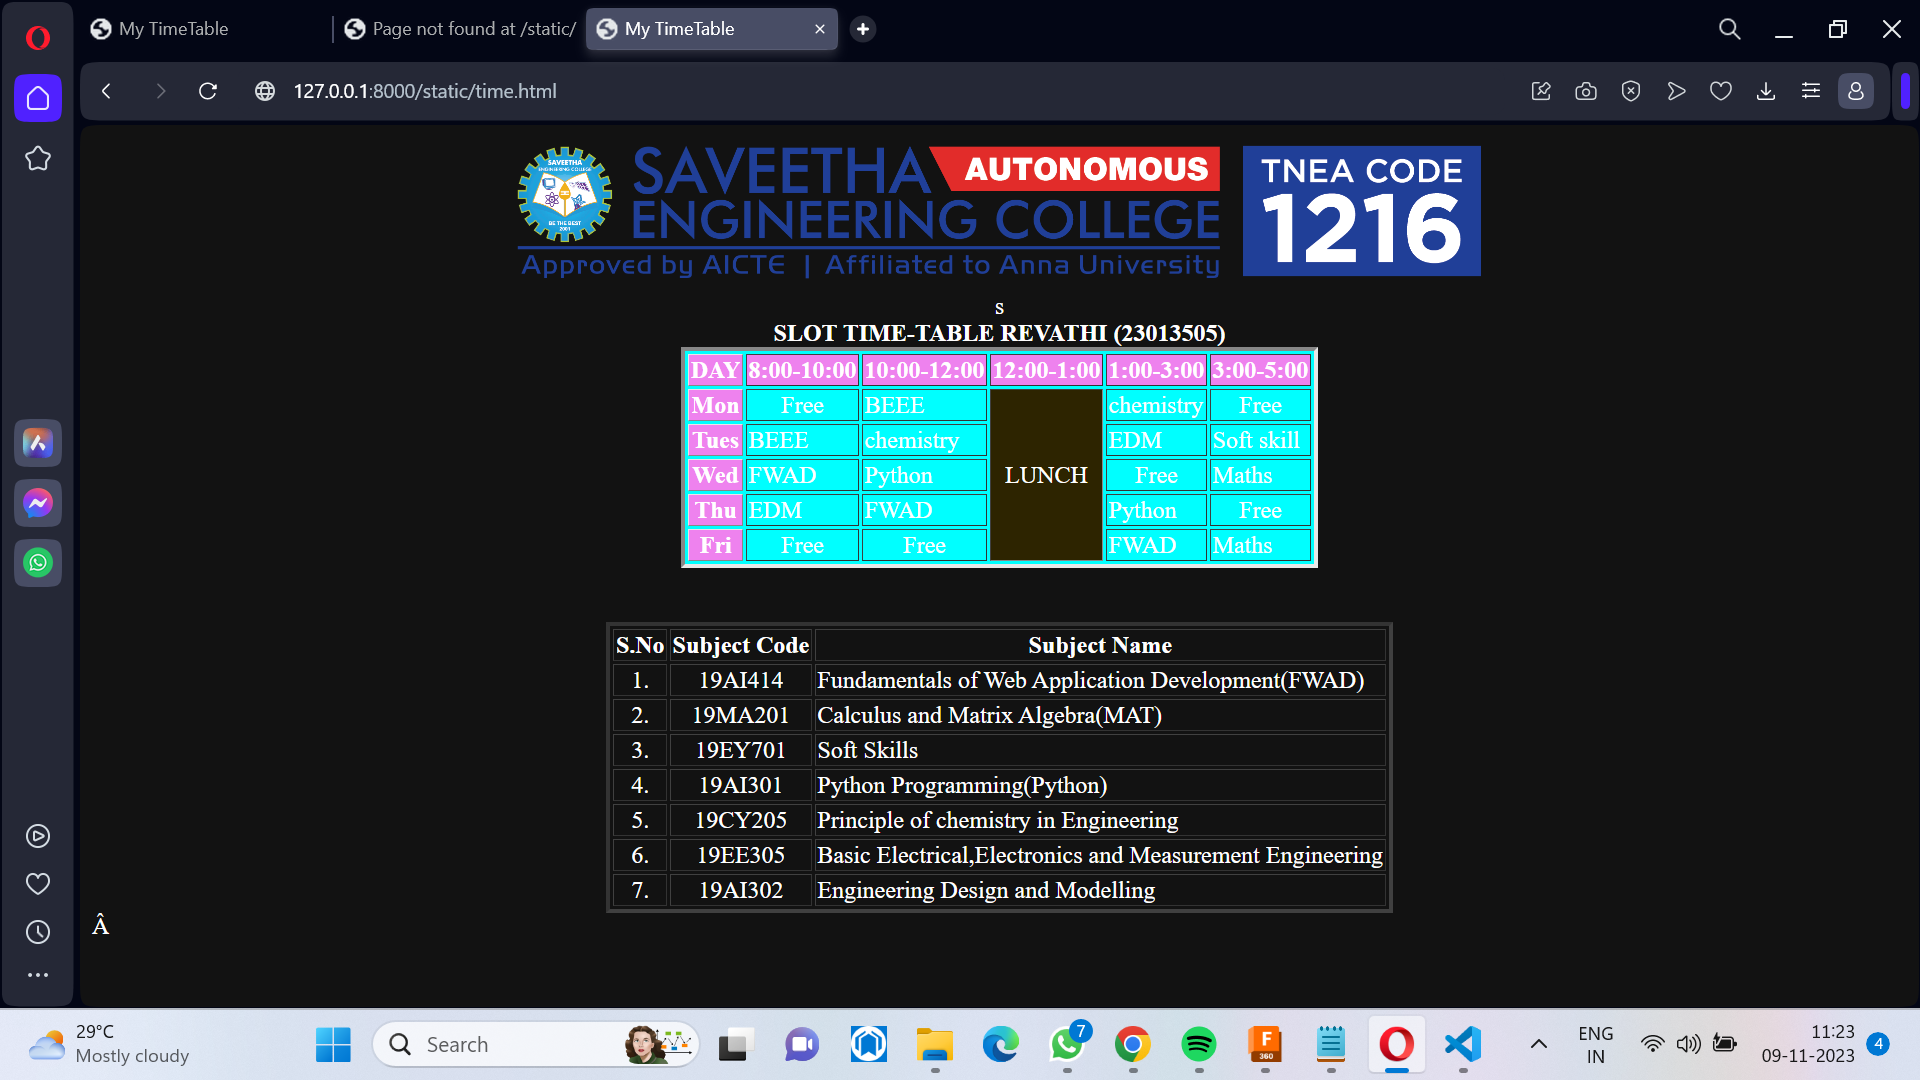 My TimeTable
Page not found at /static/
My TimeTable
127.0.0.1:8000/static/time.html
SAVEETHA
ENGINEERING COLLEGE
BE THE BEST
2001
SAVEETHA AUTONOMOUS
ENGINEERING COLLEGE
Approved by AICTE | Affiliated to Anna University
TNEA CODE
1216
s
SLOT TIME-TABLE REVATHI (23013505)
DAY 8:00-10:00 10:00-12:00 12:00-1:00 1:00-3:00 3:00-5:00
Mon Free BEEE chemistry Free
Tues BEEE chemistry EDM Soft skill
Wed FWAD Python LUNCH Free Maths
Thu EDM FWAD Python Free
Fri Free Free FWAD Maths
S.No Subject Code Subject Name
1. 19AI414 Fundamentals of Web Application Development(FWAD)
2. 19MA201 Calculus and Matrix Algebra(MAT)
3. 19EY701 Soft Skills
4. 19AI301 Python Programming(Python)
5. 19CY205 Principle of chemistry in Engineering
6. 19EE305 Basic Electrical,Electronics and Measurement Engineering
7. 19AI302 Engineering Design and Modelling
Â
29°C
Mostly cloudy
Search
7
F
360
ENG
IN
11:23
09-11-2023
4